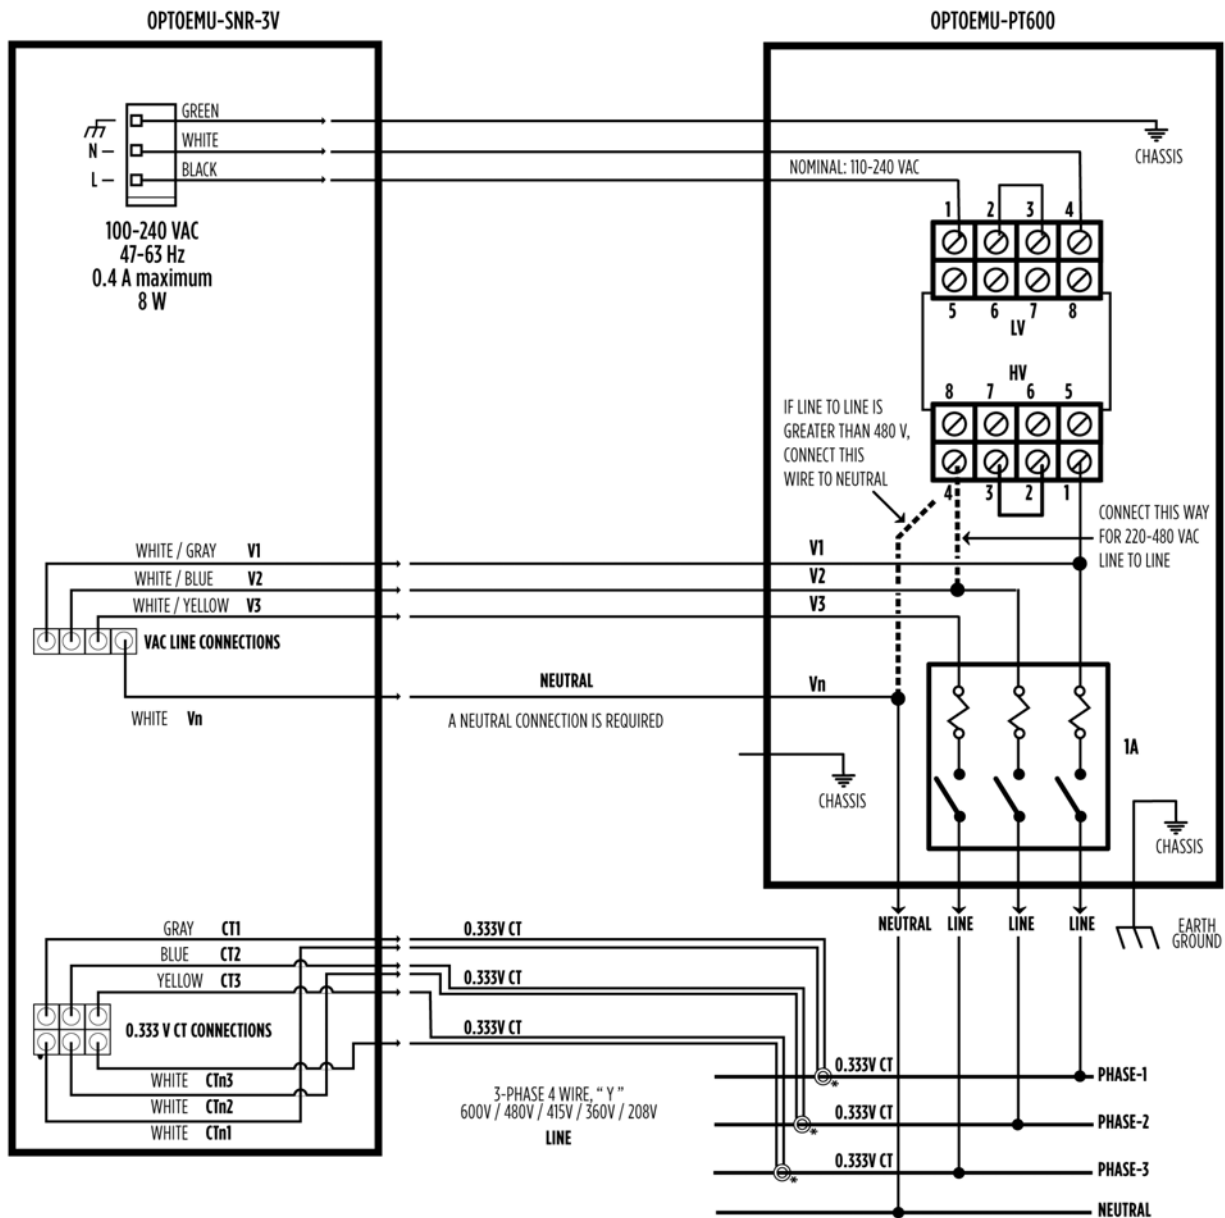 OPTOEMU-SNR-3V
OPTOEMU-PT600
GREEN
WHITE
BLACK
N
L
100-240 VAC
47-63 Hz
0.4 A maximum
8 W
CHASSIS
NOMINAL: 110-240 VAC
1 2 3 4
5 6 7 8
LV
HV
8 7 6 5
4 3 2 1
IF LINE TO LINE IS
GREATER THAN 480 V,
CONNECT THIS
WIRE TO NEUTRAL
CONNECT THIS WAY
FOR 220-480 VAC
LINE TO LINE
WHITE / GRAY V1
WHITE / BLUE V2
WHITE / YELLOW V3
VAC LINE CONNECTIONS
WHITE Vn
V1
V2
V3
Vn
NEUTRAL
A NEUTRAL CONNECTION IS REQUIRED
CHASSIS
1A
CHASSIS
NEUTRAL LINE LINE LINE
EARTH
GROUND
GRAY CT1
BLUE CT2
YELLOW CT3
0.333 V CT CONNECTIONS
WHITE CTn3
WHITE CTn2
WHITE CTn1
0.333V CT
0.333V CT
0.333V CT
3-PHASE 4 WIRE, “ Y ”
600V / 480V / 415V / 360V / 208V
LINE
0.333V CT
* PHASE-1
0.333V CT
* PHASE-2
0.333V CT
* PHASE-3
NEUTRAL